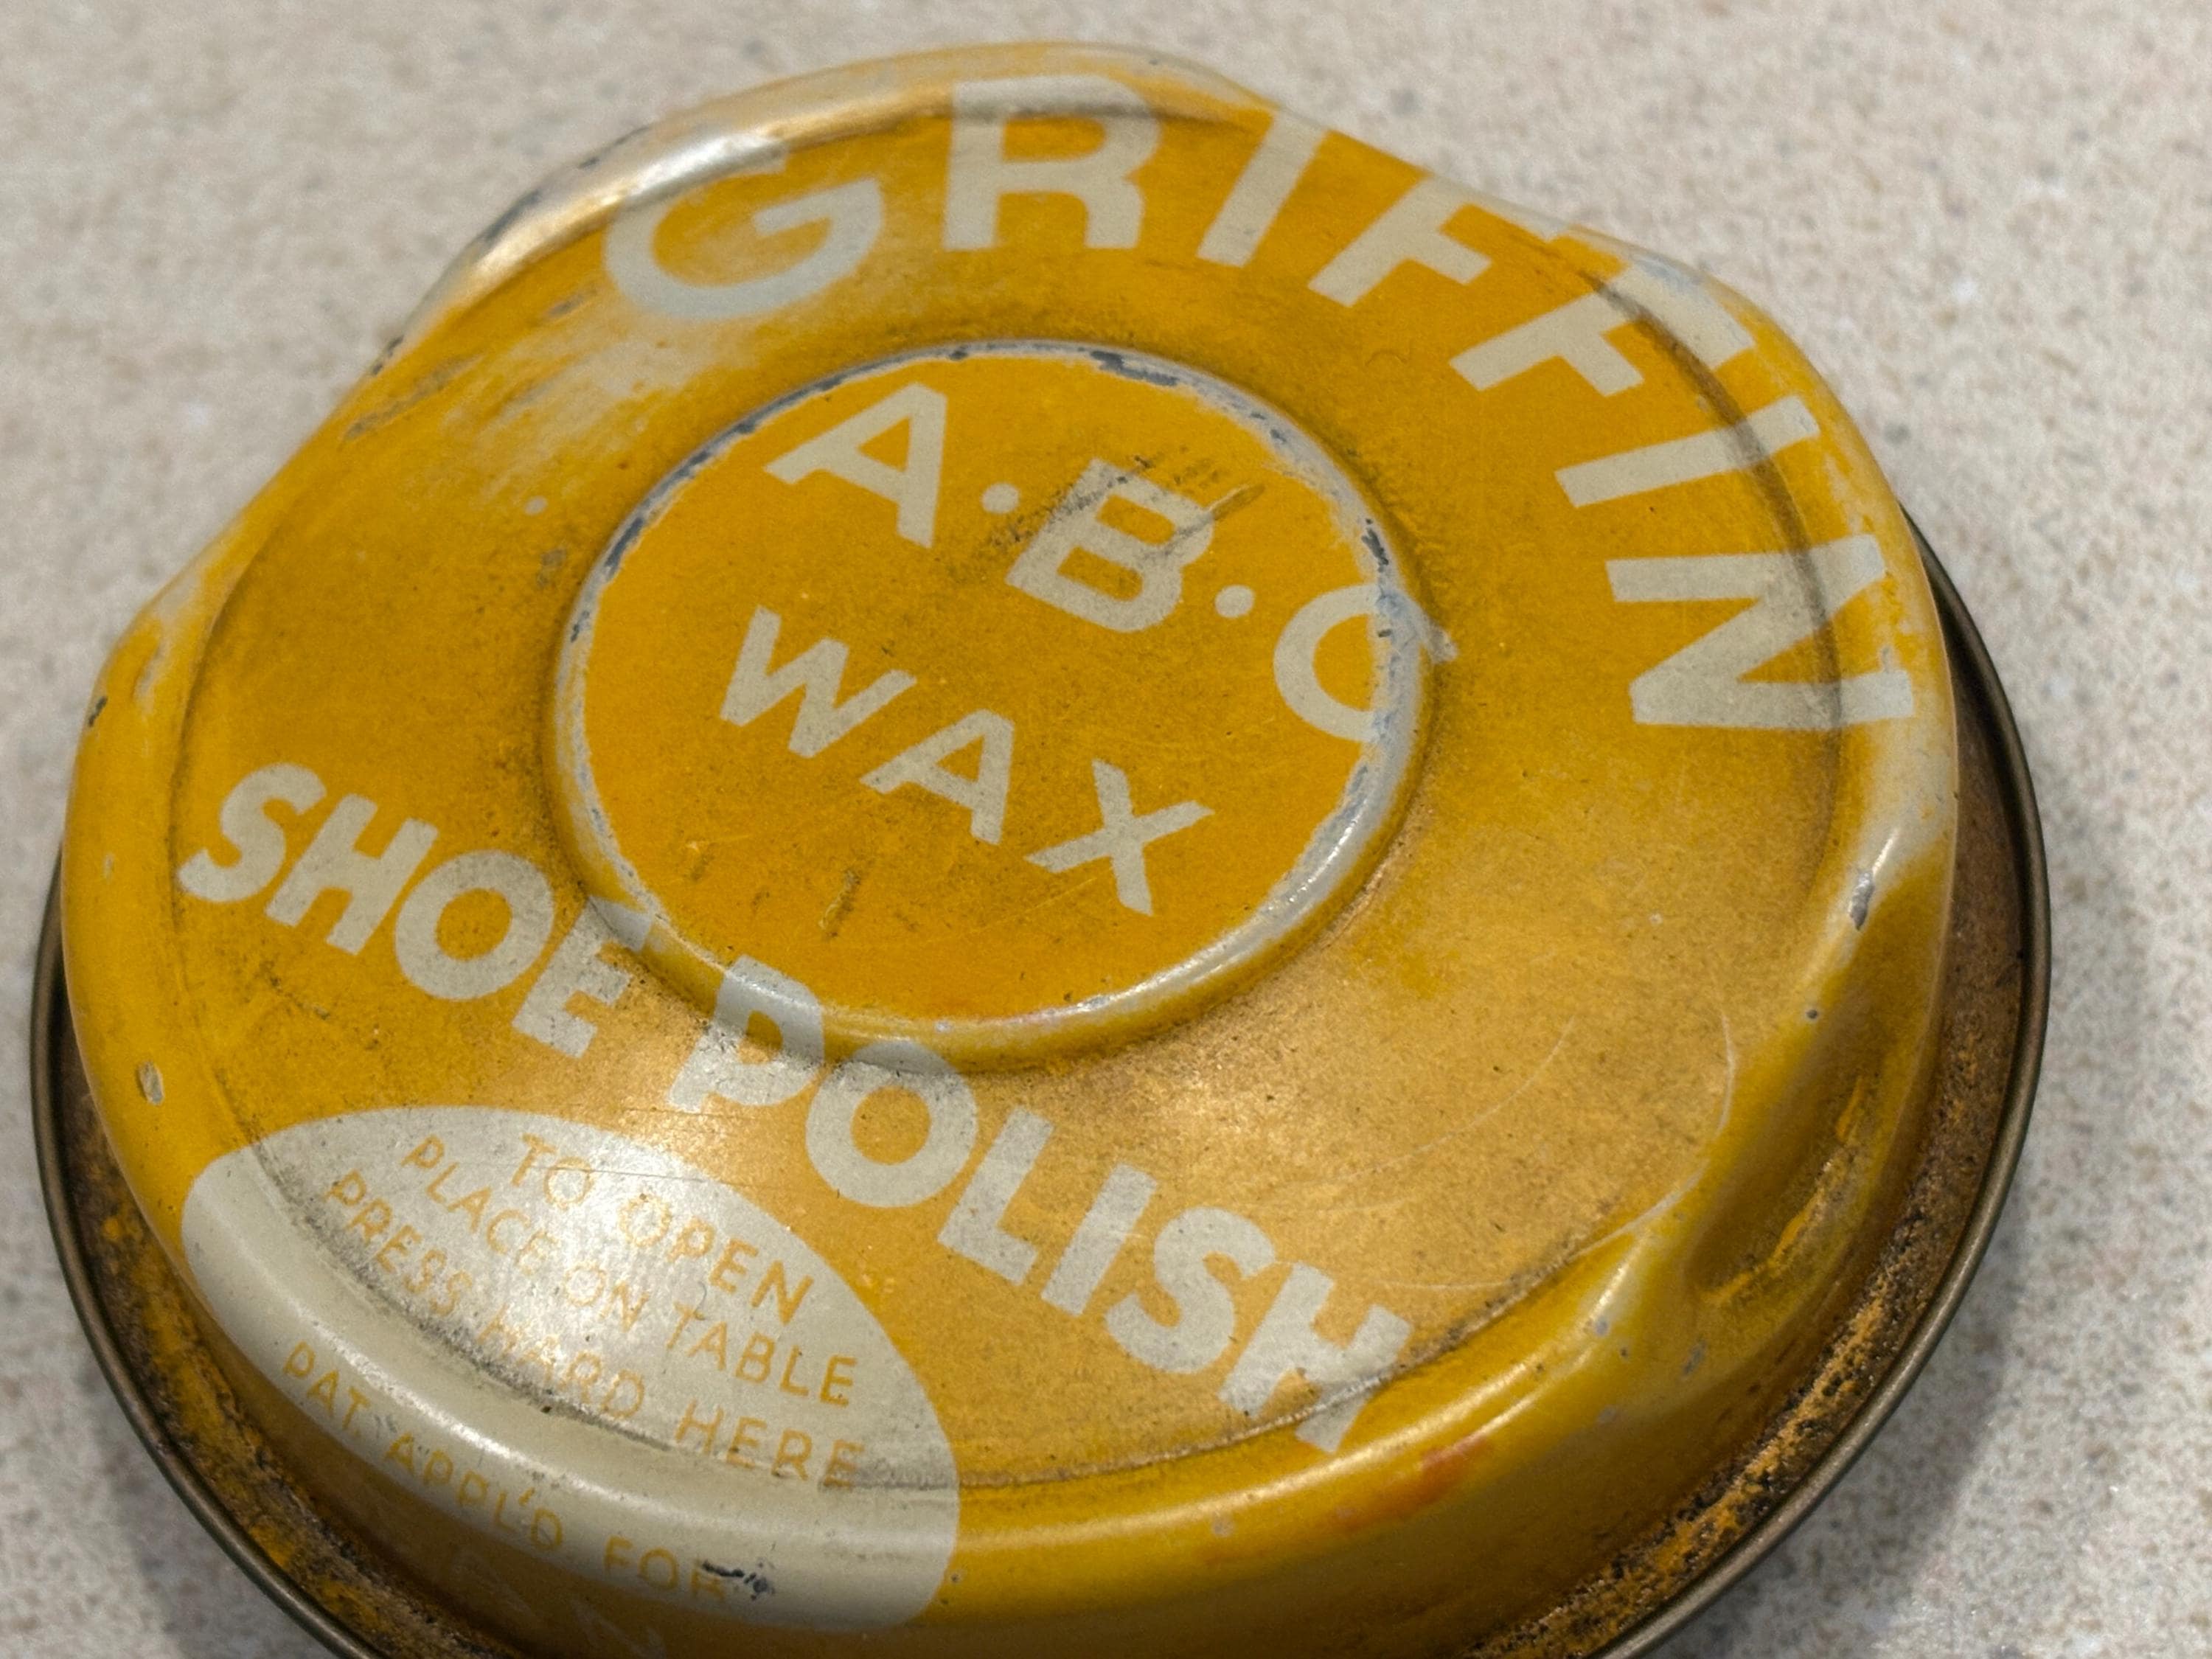 GRIFFIN
A·B·C
WAX
SHOE POLISH
TO OPEN
PLACE ON TABLE
PRESS HARD HERE
PAT. APPL'D FOR